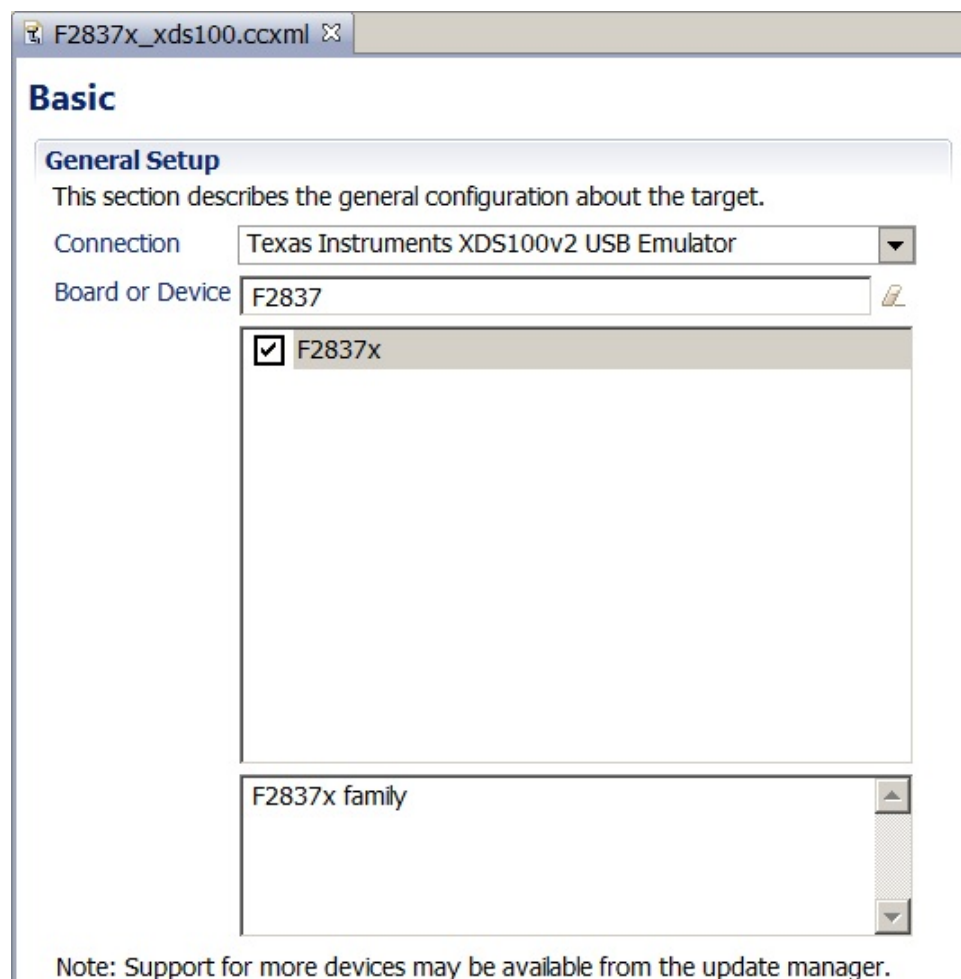 F2837x_xds100.ccxml
Basic
General Setup
This section describes the general configuration about the target.
Connection
Texas Instruments XDS100v2 USB Emulator
Board or Device
F2837
F2837x
F2837x family
Note: Support for more devices may be available from the update manager.